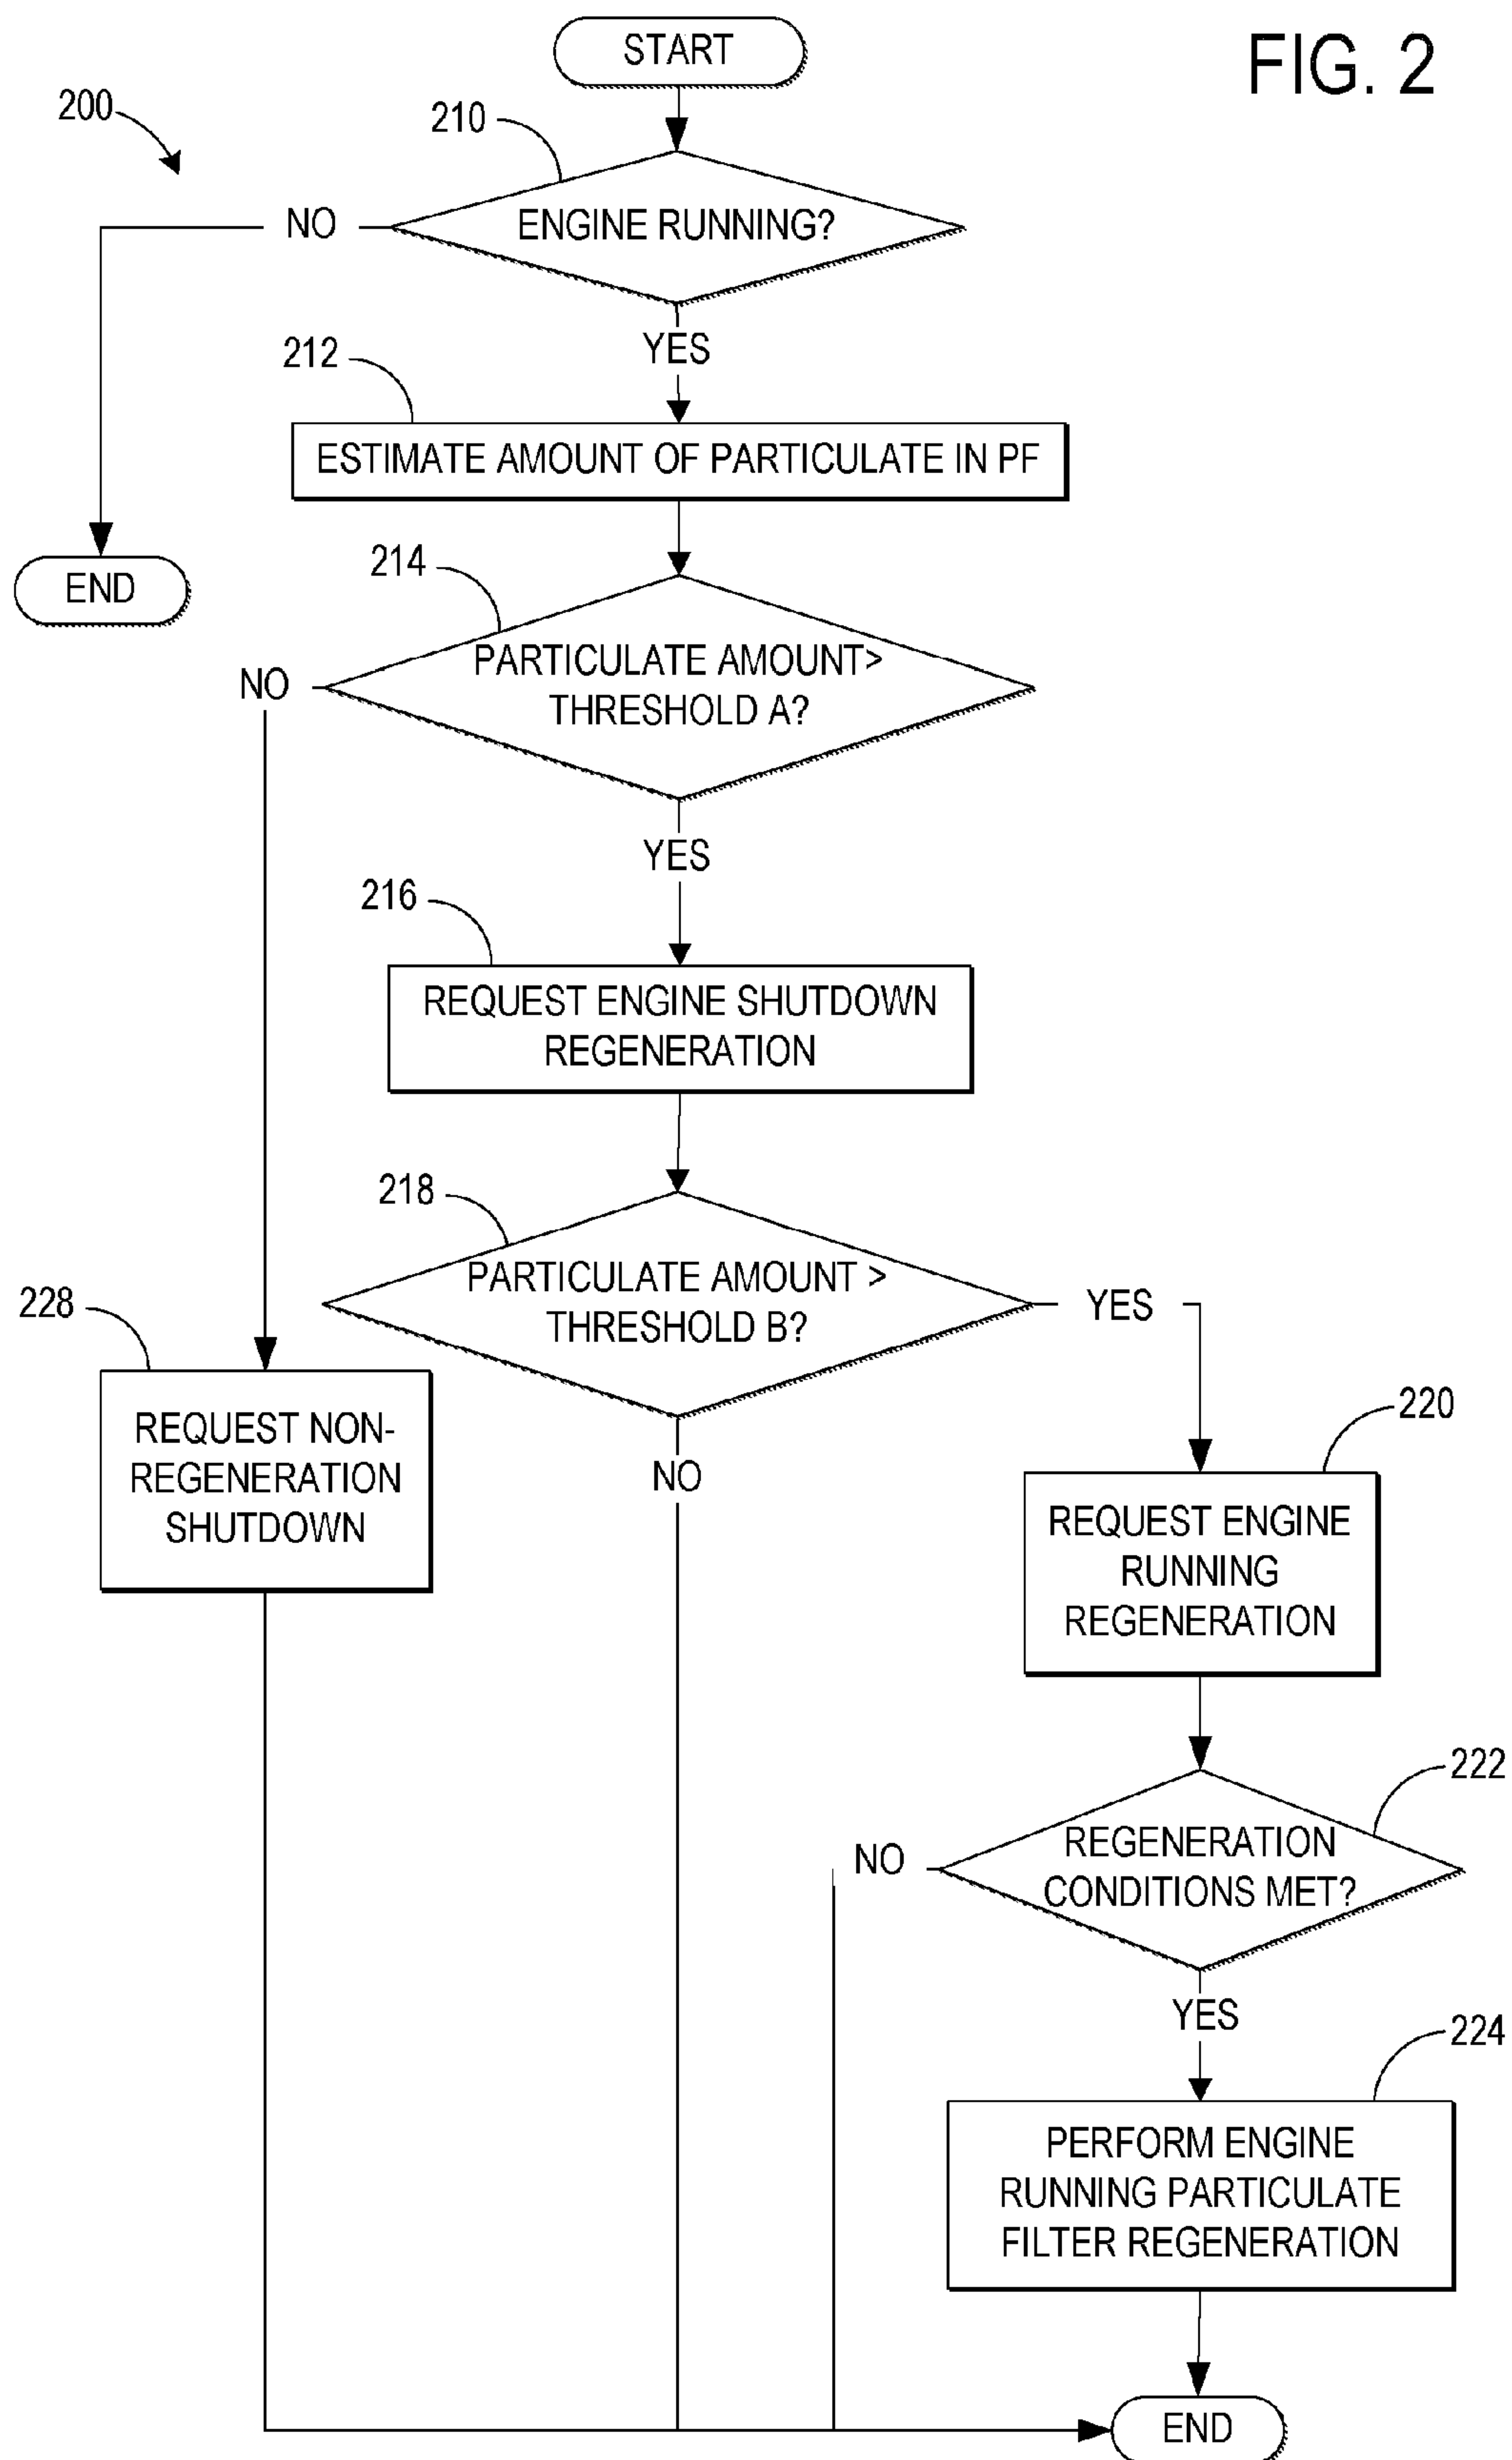 START
FIG. 2
200
210
NO
ENGINE RUNNING?
YES
212
ESTIMATE AMOUNT OF PARTICULATE IN PF
214
END
PARTICULATE AMOUNT>
THRESHOLD A?
NO
YES
216
REQUEST ENGINE SHUTDOWN
REGENERATION
218
PARTICULATE AMOUNT >
THRESHOLD B?
YES
228
NO
REQUEST NON-
REGENERATION
SHUTDOWN
220
REQUEST ENGINE
RUNNING
REGENERATION
222
REGENERATION
CONDITIONS MET?
NO
YES
224
PERFORM ENGINE
RUNNING PARTICULATE
FILTER REGENERATION
END